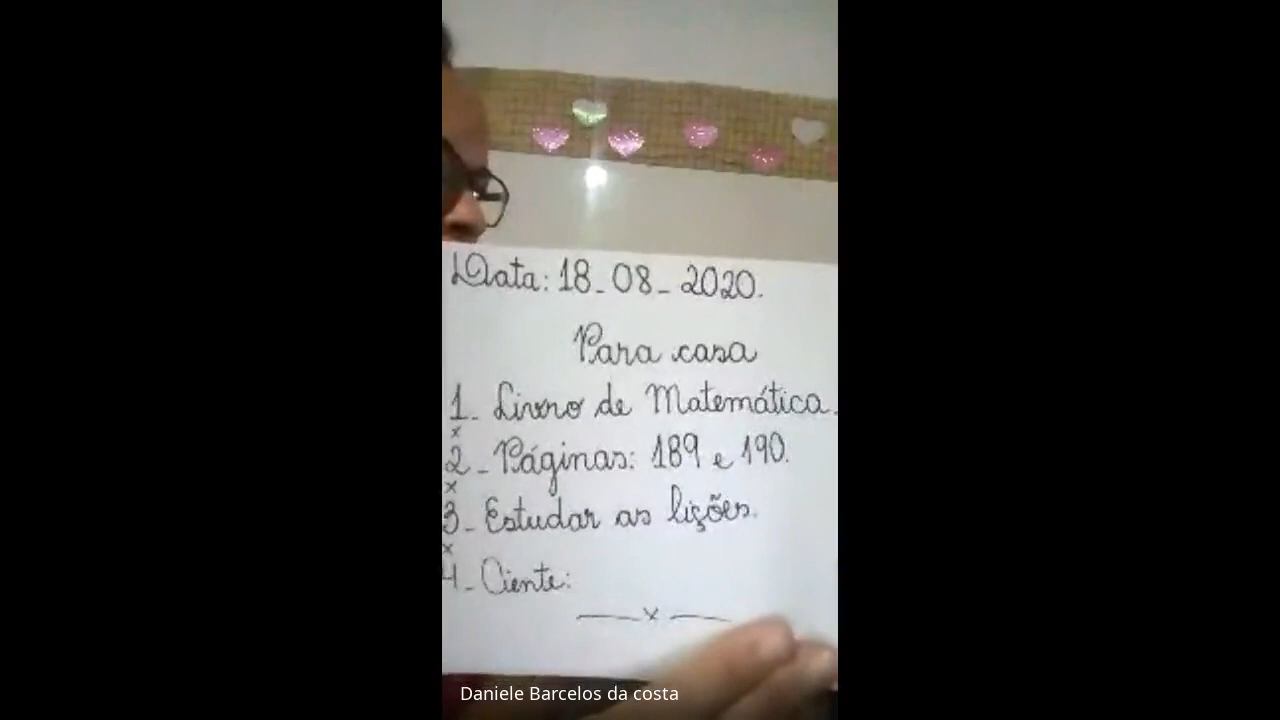 Data: 18-08-2020.
Para casa
1- Livro de Matemática.
x
2- Páginas: 189 e 190.
x
3- Estudar as lições.
x
4- Ciente:
——x——
Daniele Barcelos da costa